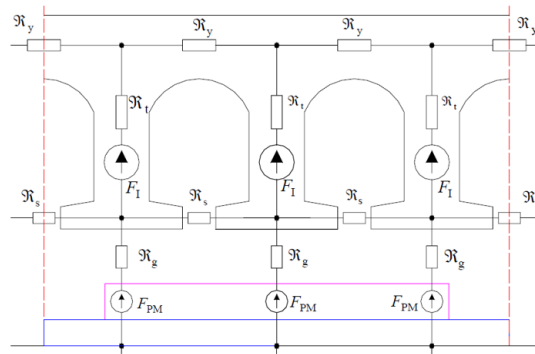 ℜy ℜy ℜy ℜy
ℜt ℜt ℜt
FI FI FI
ℜs ℜs ℜs ℜ
ℜg ℜg ℜg
FPM FPM FPM